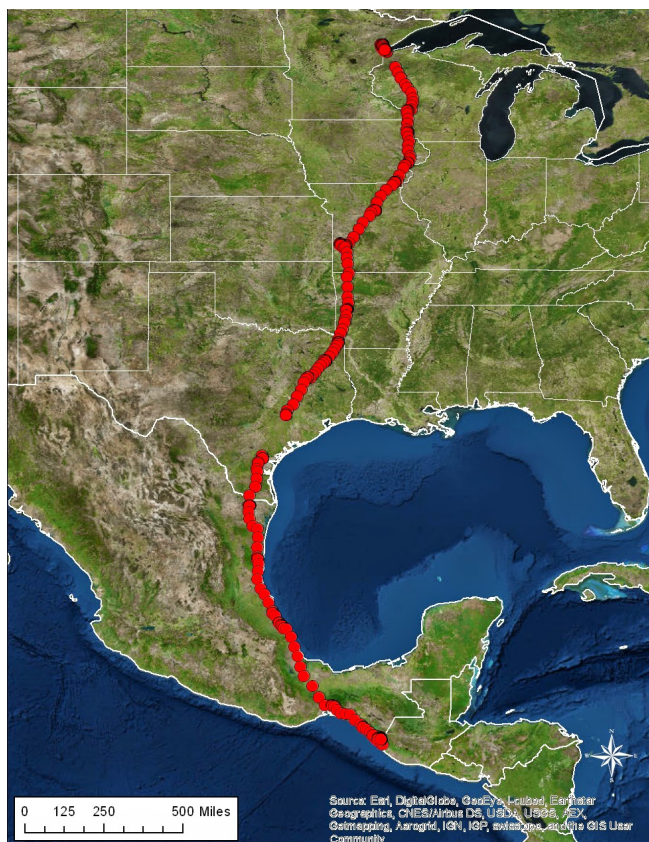 N
0 125 250 500 Miles
Source: Esri, DigitalGlobe, GeoEye, i-cubed, Earthstar
Geographics, CNES/Airbus DS, USDA, USGS, AEX,
Getmapping, Aerogrid, IGN, IGP, swisstopo, and the GIS User
Community